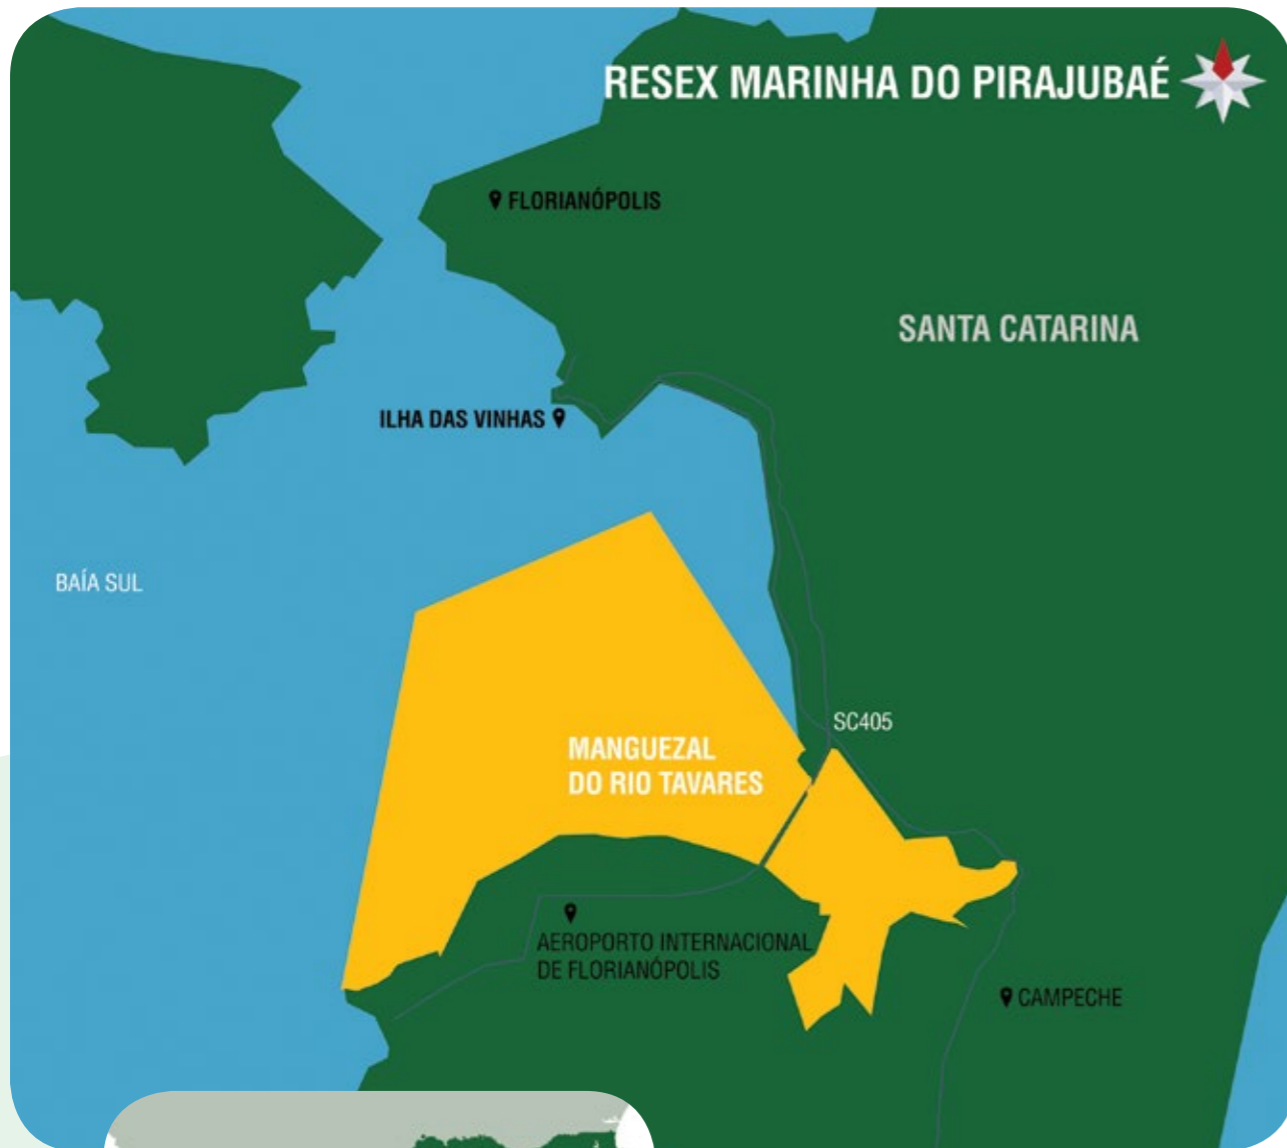 RESEX MARINHA DO PIRAJUBAÉ
FLORIANÓPOLIS
SANTA CATARINA
ILHA DAS VINHAS
BAÍA SUL
SC405
MANGUEZAL
DO RIO TAVARES
AEROPORTO INTERNACIONAL
DE FLORIANÓPOLIS
CAMPECHE